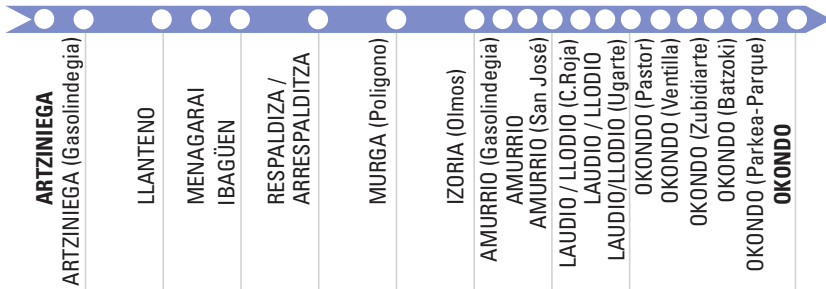 ARTZINIEGA
ARTZINIEGA (Gasolindegia)
LLANTENO
MENAGARAI
IBAGÜEN
RESPALDIZA /
ARRESPALDITZA
MURGA (Poligono)
IZORIA (Olmos)
AMURRIO (Gasolindegia)
AMURRIO
AMURRIO (San José)
LAUDIO / LLODIO (C.Roja)
LAUDIO / LLODIO
LAUDIO/LLODIO (Ugarte)
OKONDO (Pastor)
OKONDO (Ventilla)
OKONDO (Zubidiarte)
OKONDO (Batzoki)
OKONDO (Parkea-Parque)
OKONDO